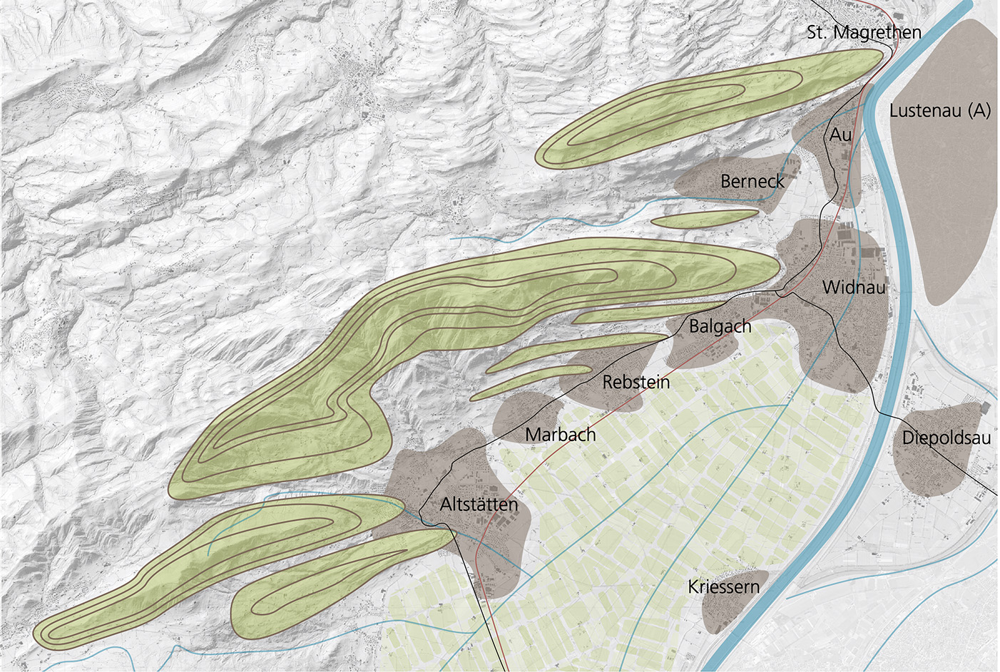 St. Magrethen
Lustenau (A)
Au
Berneck
Widnau
Balgach
Rebstein
Marbach
Diepoldsau
Altstätten
Kriessern